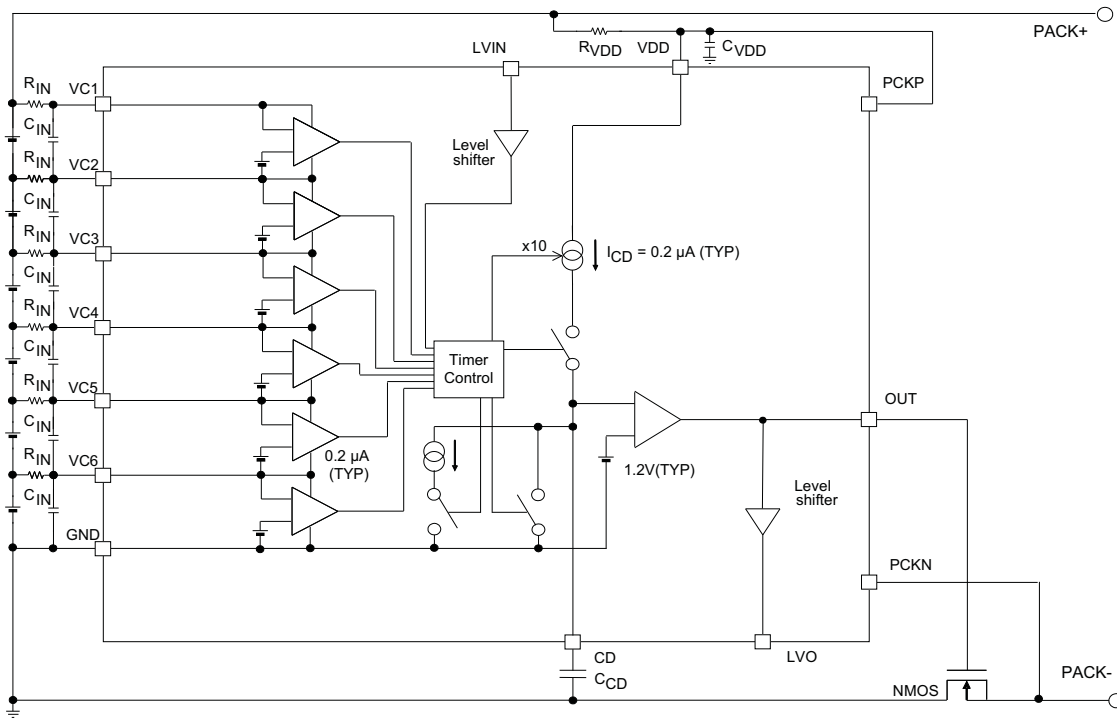 PACK+
LVIN
RVDD
VDD
CVDD
PCKP
RIN
VC1
CIN
Level
shifter
RIN
VC2
CIN
RIN
VC3
x10
ICD = 0.2 µA (TYP)
CIN
RIN
VC4
CIN
Timer
Control
RIN
VC5
OUT
CIN
0.2 µA
(TYP)
1.2V(TYP)
RIN
VC6
CIN
Level
shifter
GND
PCKN
CD
LVO
CCD
NMOS
PACK-